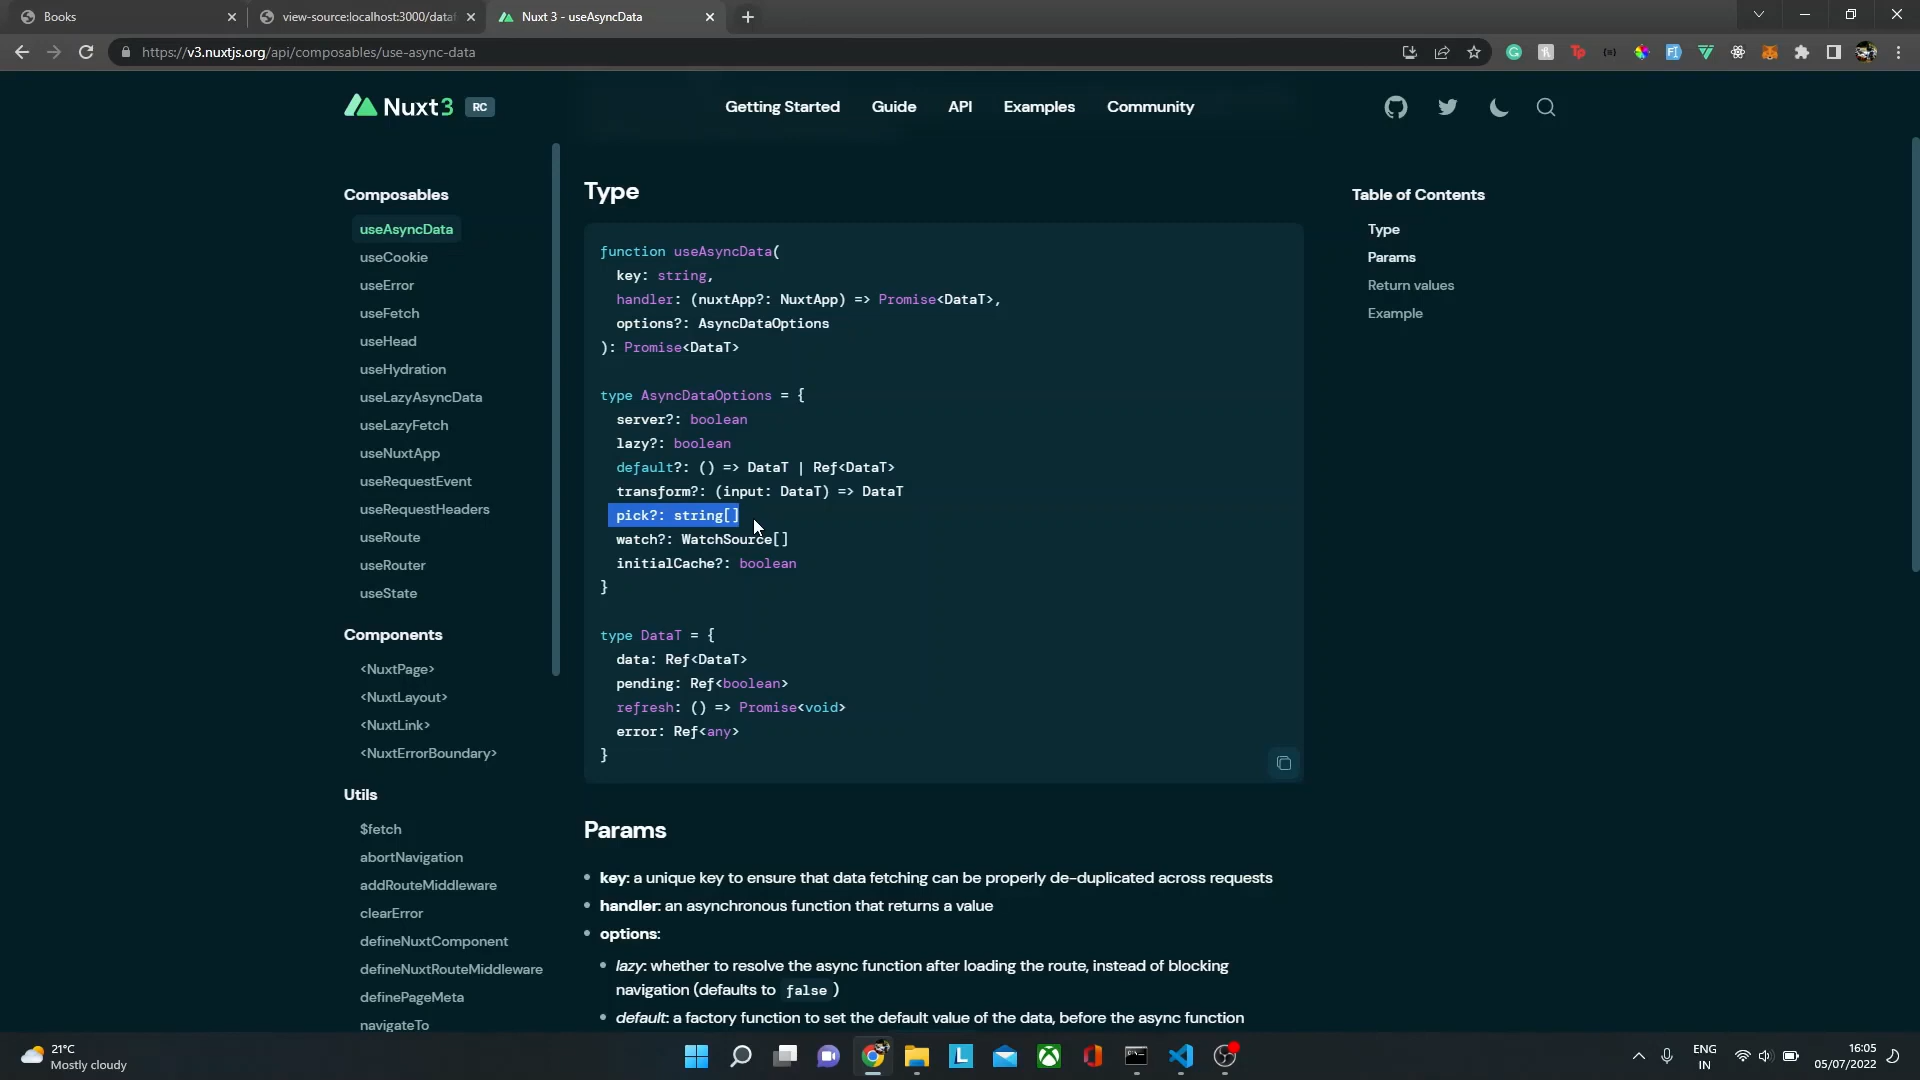 Books
view-source:localhost:3000/dataf
Nuxt 3 - useAsyncData
https://v3.nuxtjs.org/api/composables/use-async-data
Nuxt3 RC
Getting Started
Guide
API
Examples
Community
Composables
useAsyncData
useCookie
useError
useFetch
useHead
useHydration
useLazyAsyncData
useLazyFetch
useNuxtApp
useRequestEvent
useRequestHeaders
useRoute
useRouter
useState
Components
<NuxtPage>
<NuxtLayout>
<NuxtLink>
<NuxtErrorBoundary>
Utils
$fetch
abortNavigation
addRouteMiddleware
clearError
defineNuxtComponent
defineNuxtRouteMiddleware
definePageMeta
navigateTo
Type
function useAsyncData(
key: string,
handler: (nuxtApp?: NuxtApp) => Promise<DataT>,
options?: AsyncDataOptions
): Promise<DataT>
type AsyncDataOptions = {
server?: boolean
lazy?: boolean
default?: () => DataT | Ref<DataT>
transform?: (input: DataT) => DataT
pick?: string[]
watch?: WatchSource[]
initialCache?: boolean
}
type DataT = {
data: Ref<DataT>
pending: Ref<boolean>
refresh: () => Promise<void>
error: Ref<any>
}
Params
• key: a unique key to ensure that data fetching can be properly de-duplicated across requests
• handler: an asynchronous function that returns a value
• options:
• lazy: whether to resolve the async function after loading the route, instead of blocking
navigation (defaults to false )
• default: a factory function to set the default value of the data, before the async function
Table of Contents
Type
Params
Return values
Example
21°C
Mostly cloudy
ENG
IN
16:05
05/07/2022